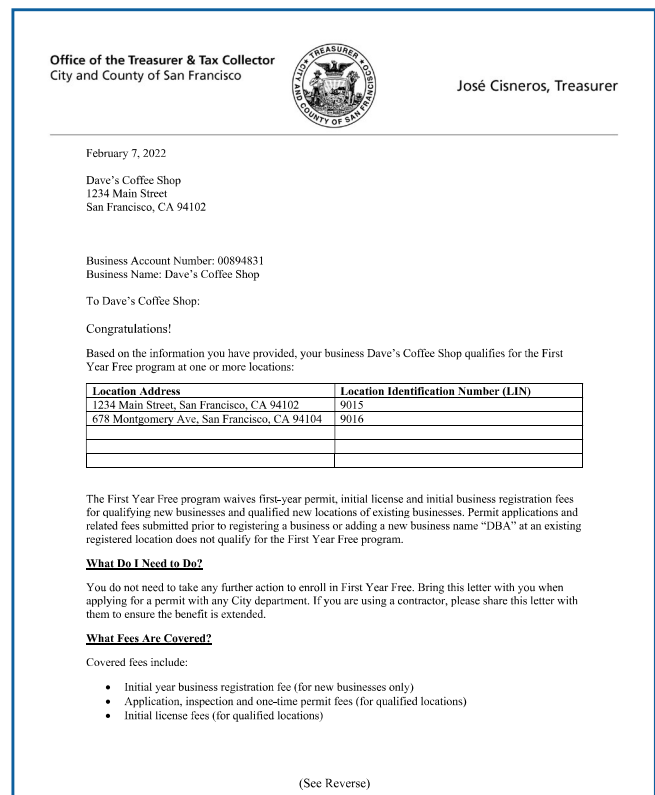 Office of the Treasurer & Tax Collector
City and County of San Francisco
TREASURER
CITY AND COUNTY OF SAN FRANCISCO
José Cisneros, Treasurer
February 7, 2022
Dave’s Coffee Shop
1234 Main Street
San Francisco, CA 94102
Business Account Number: 00894831
Business Name: Dave’s Coffee Shop
To Dave’s Coffee Shop:
Congratulations!
Based on the information you have provided, your business Dave’s Coffee Shop qualifies for the First
Year Free program at one or more locations:
Location Address Location Identification Number (LIN)
1234 Main Street, San Francisco, CA 94102 9015
678 Montgomery Ave, San Francisco, CA 94104 9016
The First Year Free program waives first-year permit, initial license and initial business registration fees
for qualifying new businesses and qualified new locations of existing businesses. Permit applications and
related fees submitted prior to registering a business or adding a new business name “DBA” at an existing
registered location does not qualify for the First Year Free program.
What Do I Need to Do?
You do not need to take any further action to enroll in First Year Free. Bring this letter with you when
applying for a permit with any City department. If you are using a contractor, please share this letter with
them to ensure the benefit is extended.
What Fees Are Covered?
Covered fees include:
• Initial year business registration fee (for new businesses only)
• Application, inspection and one-time permit fees (for qualified locations)
• Initial license fees (for qualified locations)
(See Reverse)